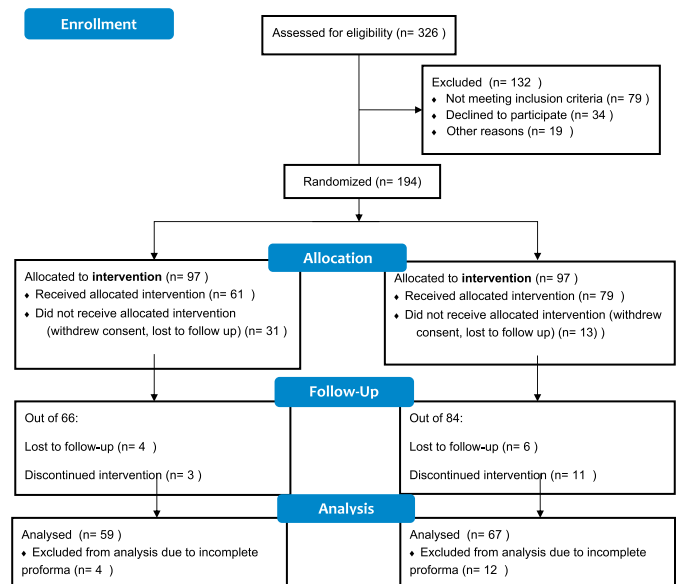 Enrollment
Assessed for eligibility (n= 326 )
Excluded (n= 132 )
♦ Not meeting inclusion criteria (n= 79 )
♦ Declined to participate (n= 34 )
♦ Other reasons (n= 19 )
Randomized (n= 194)
Allocation
Allocated to intervention (n= 97 )
♦ Received allocated intervention (n= 61 )
♦ Did not receive allocated intervention
(withdrew consent, lost to follow up) (n= 31 )
Allocated to intervention (n= 97 )
♦ Received allocated intervention (n= 79 )
♦ Did not receive allocated intervention (withdrew
consent, lost to follow up) (n= 13) )
Follow-Up
Out of 66:
Lost to follow-up (n= 4 )
Discontinued intervention (n= 3 )
Out of 84:
Lost to follow-up (n= 6 )
Discontinued intervention (n= 11 )
Analysis
Analysed (n= 59 )
♦ Excluded from analysis due to incomplete
proforma (n= 4 )
Analysed (n= 67 )
♦ Excluded from analysis due to incomplete
proforma (n= 12 )